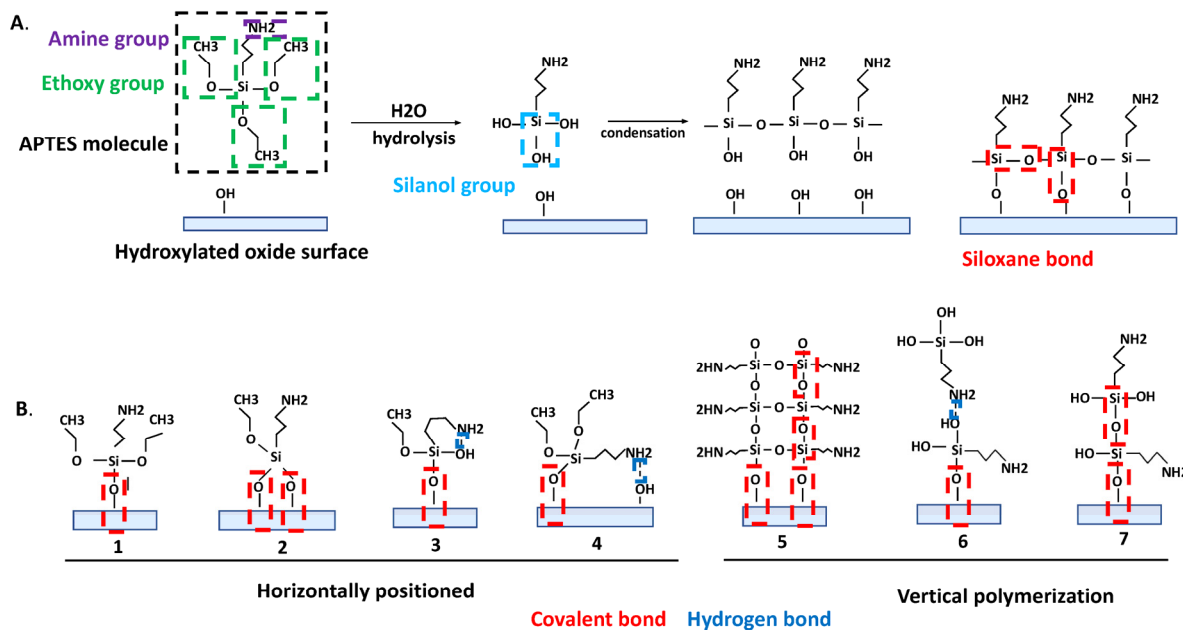 A.
Amine group
Ethoxy group
APTES molecule
NH2
CH3
CH3
O
Si
O
O
CH3
OH
Hydroxylated oxide surface
H2O
hydrolysis
NH2
HO
Si
OH
OH
Silanol group
OH
condensation
NH2
NH2
NH2
Si
O
Si
O
Si
OH
OH
OH
OH
OH
OH
NH2
NH2
NH2
Si
O
Si
O
Si
O
O
O
Siloxane bond
B.
NH2
CH3
CH3
O
Si
O
O
1
CH3
NH2
O
Si
O
O
2
CH3
NH2
O
Si
OH
O
3
CH3
CH3
O
O
Si
NH2
O
OH
4
Horizontally positioned
O
O
2HN
Si
O
Si
NH2
O
O
2HN
Si
O
Si
NH2
O
O
2HN
Si
O
Si
NH2
O
O
5
OH
HO
Si
OH
NH2
HO
HO
Si
NH2
O
6
NH2
HO
Si
OH
O
HO
Si
NH2
O
7
Vertical polymerization
Covalent bond
Hydrogen bond